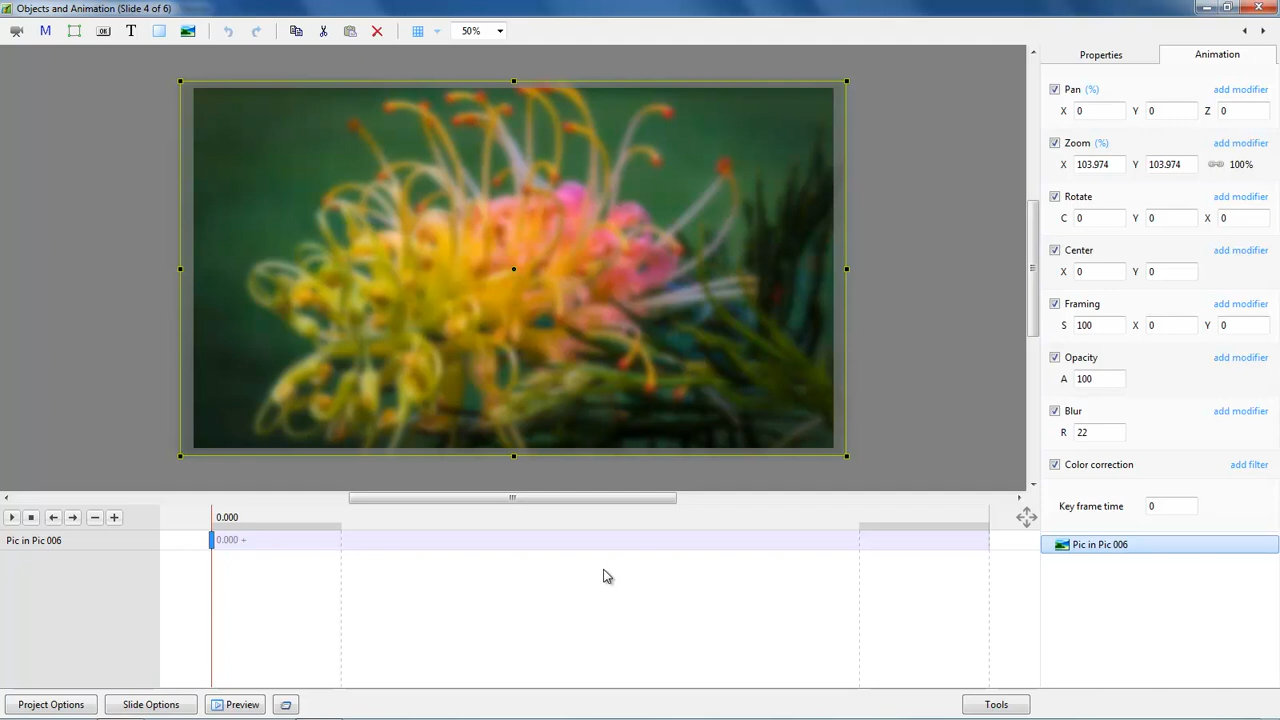 Objects and Animation (Slide 4 of 6)
M OK T 50%
Properties Animation
Pan (%) add modifier
X 0 Y 0 Z 0
Zoom (%) add modifier
X 103.974 Y 103.974 100%
Rotate add modifier
C 0 Y 0 X 0
Center add modifier
X 0 Y 0
Framing add modifier
S 100 X 0 Y 0
Opacity add modifier
A 100
Blur add modifier
R 22
Color correction add filter
Key frame time 0
0.000
Pic in Pic 006 0.000 +
Pic in Pic 006
Project Options Slide Options Preview Tools